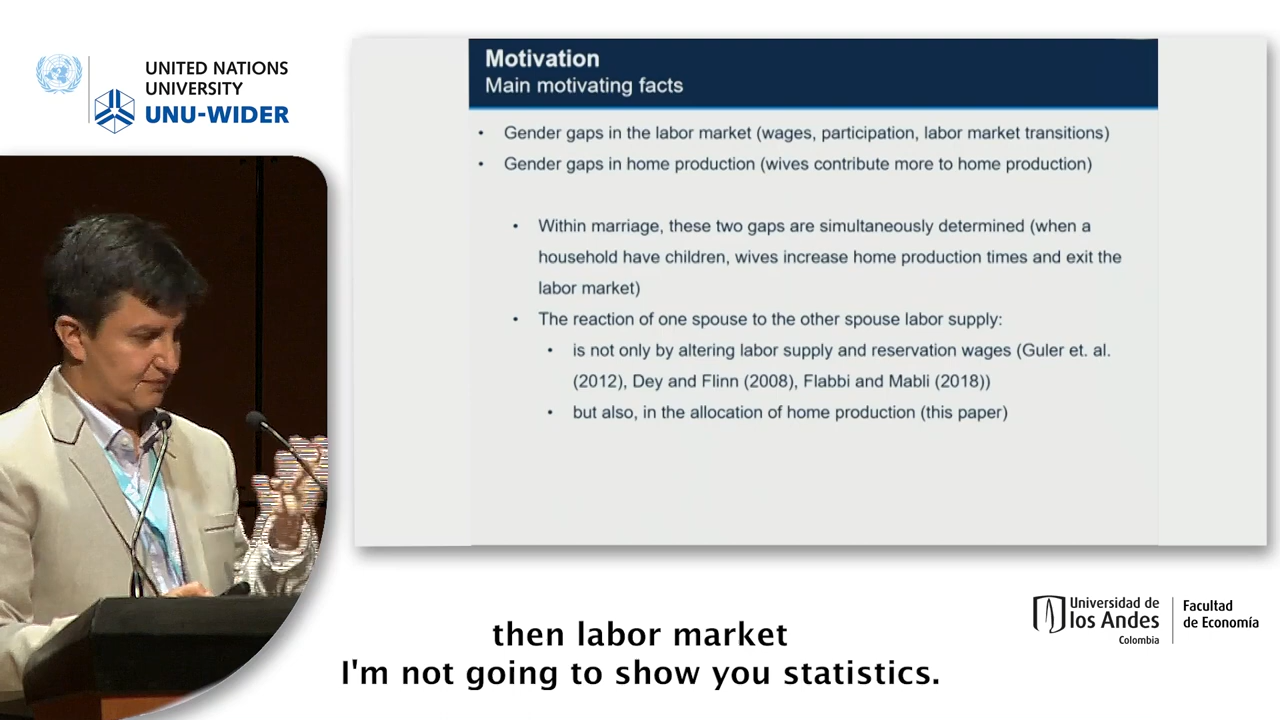 UNITED NATIONS
UNIVERSITY
UNU-WIDER
Motivation
Main motivating facts
• Gender gaps in the labor market (wages, participation, labor market transitions)
• Gender gaps in home production (wives contribute more to home production)
• Within marriage, these two gaps are simultaneously determined (when a
household have children, wives increase home production times and exit the
labor market)
• The reaction of one spouse to the other spouse labor supply:
• is not only by altering labor supply and reservation wages (Guler et. al.
(2012), Dey and Flinn (2008), Flabbi and Mabli (2018))
• but also, in the allocation of home production (this paper)
Universidad de
los Andes
Colombia
Facultad
de Economía
then labor market
I'm not going to show you statistics.